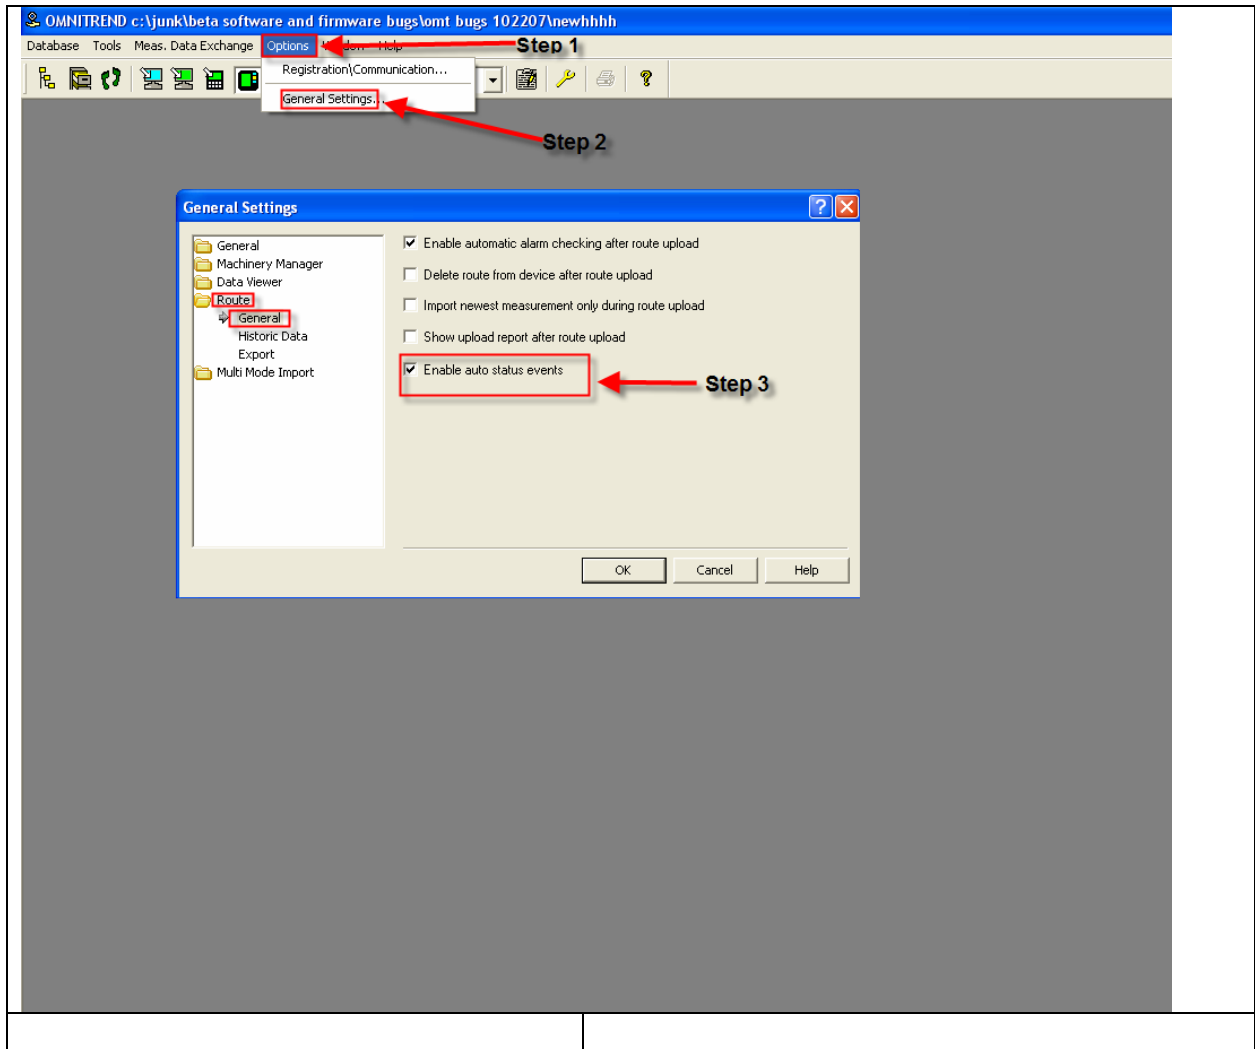 OMNITREND c:\junk\beta software and firmware bugs\omt bugs 102207\newhhhh
Database Tools Meas. Data Exchange Options Help
Step 1
Registration\Communication...
General Settings...
Step 2
General Settings
General
Machinery Manager
Data Viewer
Route
General
Historic Data
Export
Multi Mode Import
Enable automatic alarm checking after route upload
Delete route from device after route upload
Import newest measurement only during route upload
Show upload report after route upload
Enable auto status events
Step 3
OK Cancel Help